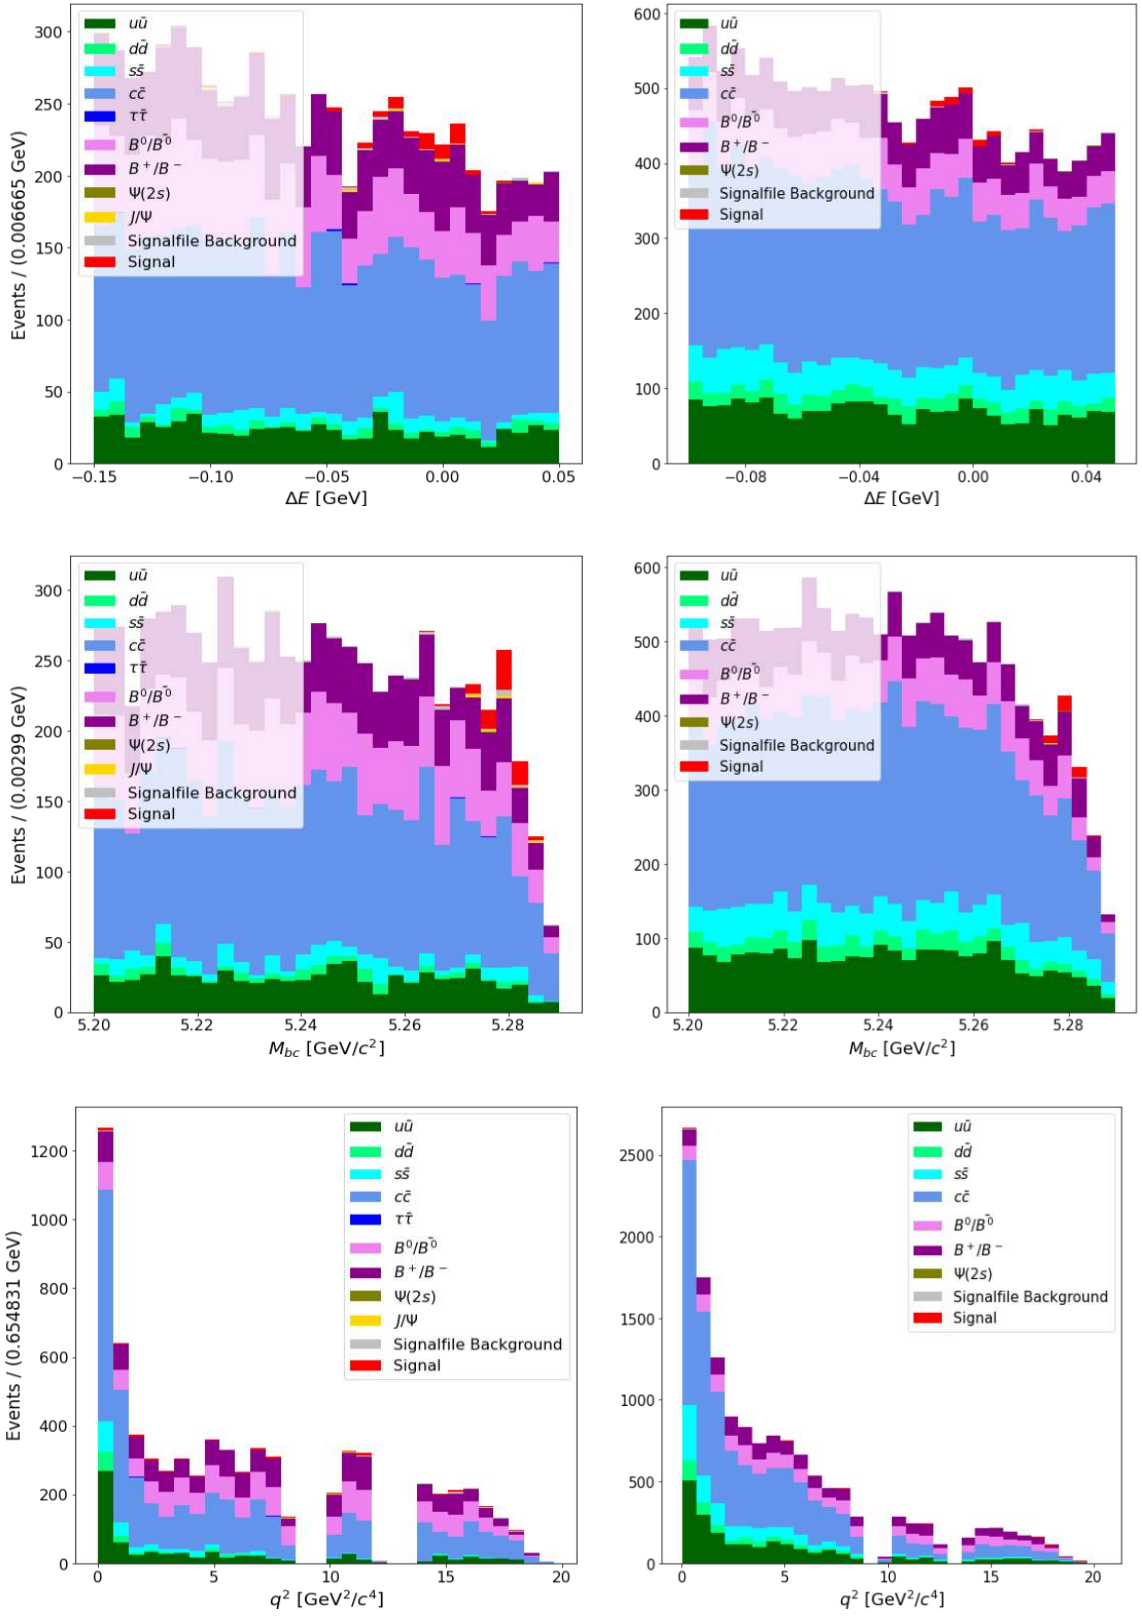 Events / (0.006665 GeV)
300
250
200
150
100
50
0
uū
dd̄
ss̄
cc̄
ττ̄
B⁰/B̄⁰
B⁺/B⁻
Ψ(2s)
J/Ψ
Signalfile Background
Signal
−0.15 −0.10 −0.05 0.00 0.05
ΔE [GeV]
600
500
400
300
200
100
0
uū
dd̄
ss̄
cc̄
B⁰/B̄⁰
B⁺/B⁻
Ψ(2s)
Signalfile Background
Signal
−0.08 −0.04 0.00 0.04
ΔE [GeV]
Events / (0.00299 GeV)
300
250
200
150
100
50
0
uū
dd̄
ss̄
cc̄
ττ̄
B⁰/B̄⁰
B⁺/B⁻
Ψ(2s)
J/Ψ
Signalfile Background
Signal
5.20 5.22 5.24 5.26 5.28
M_bc [GeV/c²]
600
500
400
300
200
100
0
uū
dd̄
ss̄
cc̄
B⁰/B̄⁰
B⁺/B
Ψ(2s)
Signalfile Background
Signal
5.20 5.22 5.24 5.26 5.28
M_bc [GeV/c²]
Events / (0.654831 GeV)
1200
1000
800
600
400
200
0
uū
dd̄
ss̄
cc̄
ττ̄
B⁰/B̄⁰
B⁺/B⁻
Ψ(2s)
J/Ψ
Signalfile Background
Signal
0 5 10 15 20
q² [GeV²/c⁴]
2500
2000
1500
1000
500
0
uū
dd̄
ss̄
cc̄
B⁰/B̄⁰
B⁺/B⁻
Ψ(2s)
Signalfile Background
Signal
0 5 10 15 20
q² [GeV²/c⁴]